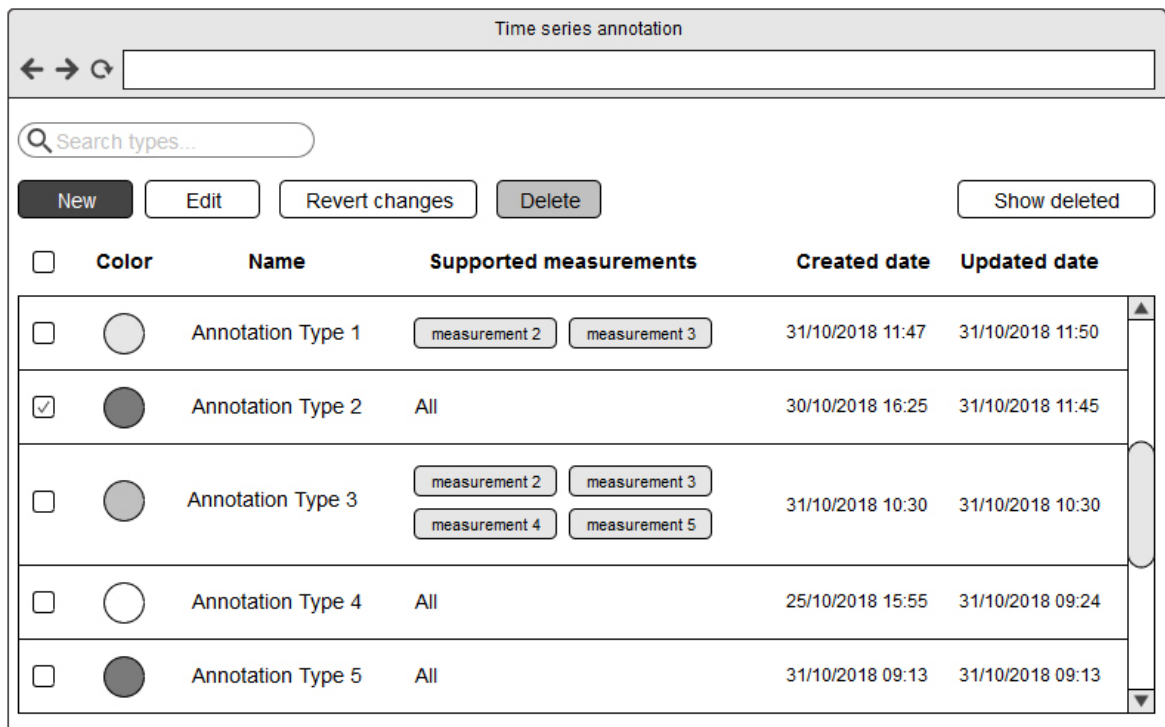 Time series annotation
Search types...
New Edit Revert changes Delete Show deleted
Color Name Supported measurements Created date Updated date
Annotation Type 1 measurement 2 measurement 3 31/10/2018 11:47 31/10/2018 11:50
Annotation Type 2 All 30/10/2018 16:25 31/10/2018 11:45
measurement 2 measurement 3
Annotation Type 3 31/10/2018 10:30 31/10/2018 10:30
measurement 4 measurement 5
Annotation Type 4 All 25/10/2018 15:55 31/10/2018 09:24
Annotation Type 5 All 31/10/2018 09:13 31/10/2018 09:13